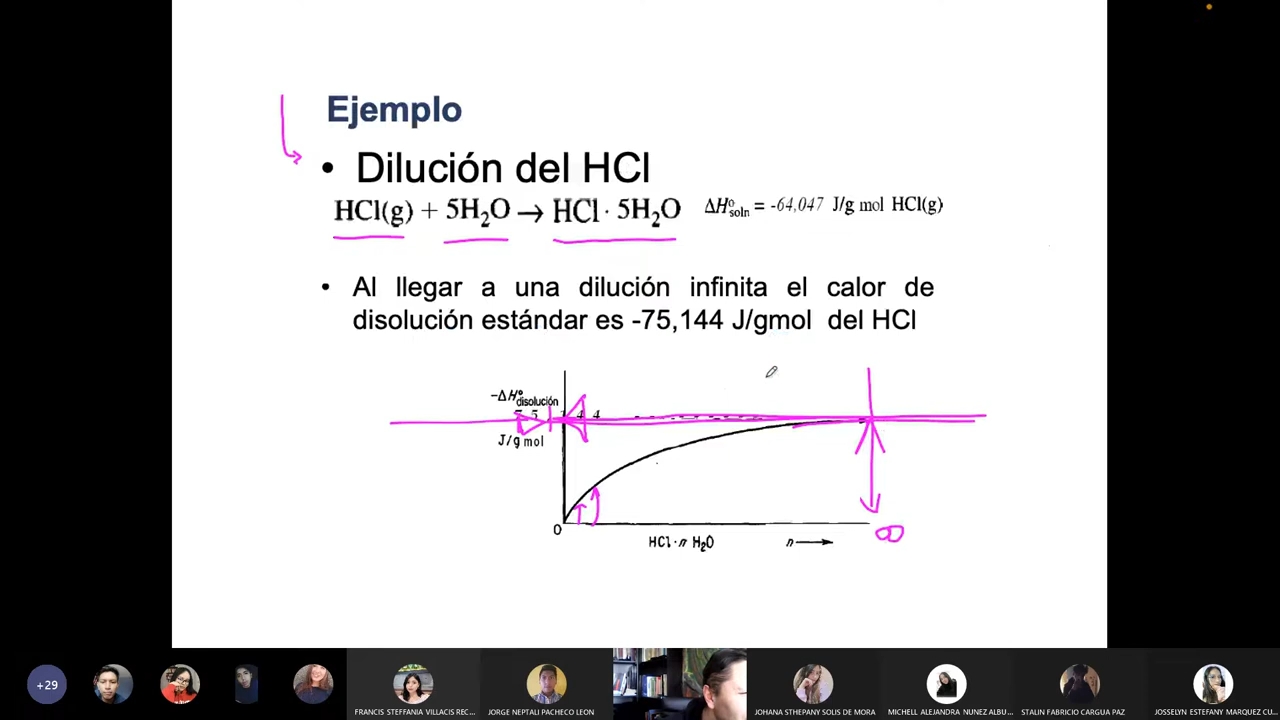 Ejemplo
• Dilución del HCl
HCl(g) + 5H₂O → HCl · 5H₂O ΔH°soln = -64,047 J/g mol HCl(g)
• Al llegar a una dilución infinita el calor de
disolución estándar es -75,144 J/gmol del HCl
-ΔH°disolución
J/g mol
0
∞
HCl·n H₂O n →
+29
FRANCIS STEFFANIA VILLACIS REC...
JORGE NEPTALI PACHECO LEON
JOHANA STHEPANY SOLIS DE MORA
MICHELL ALEJANDRA NUNEZ ALBU...
STALIN FABRICIO CARGUA PAZ
JOSSELYN ESTEFANY MARQUEZ CU...